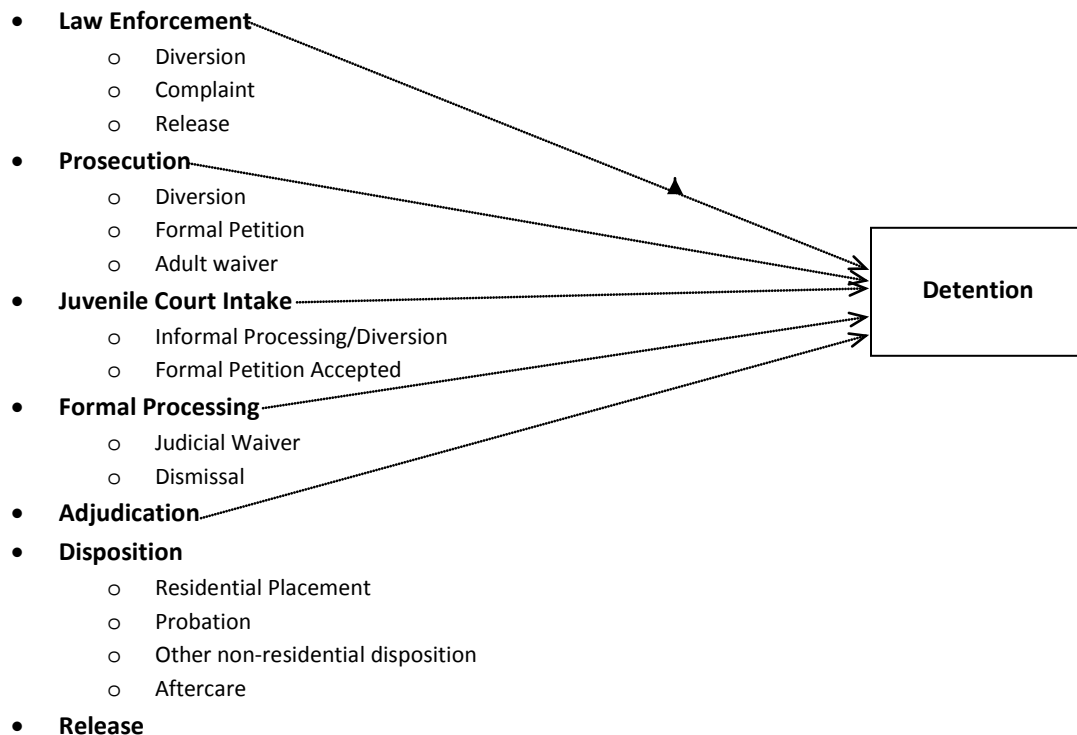 • Law Enforcement
o Diversion
o Complaint
o Release
• Prosecution
o Diversion
o Formal Petition
o Adult waiver
• Juvenile Court Intake
o Informal Processing/Diversion
o Formal Petition Accepted
• Formal Processing
o Judicial Waiver
o Dismissal
• Adjudication
• Disposition
o Residential Placement
o Probation
o Other non-residential disposition
o Aftercare
• Release
Detention